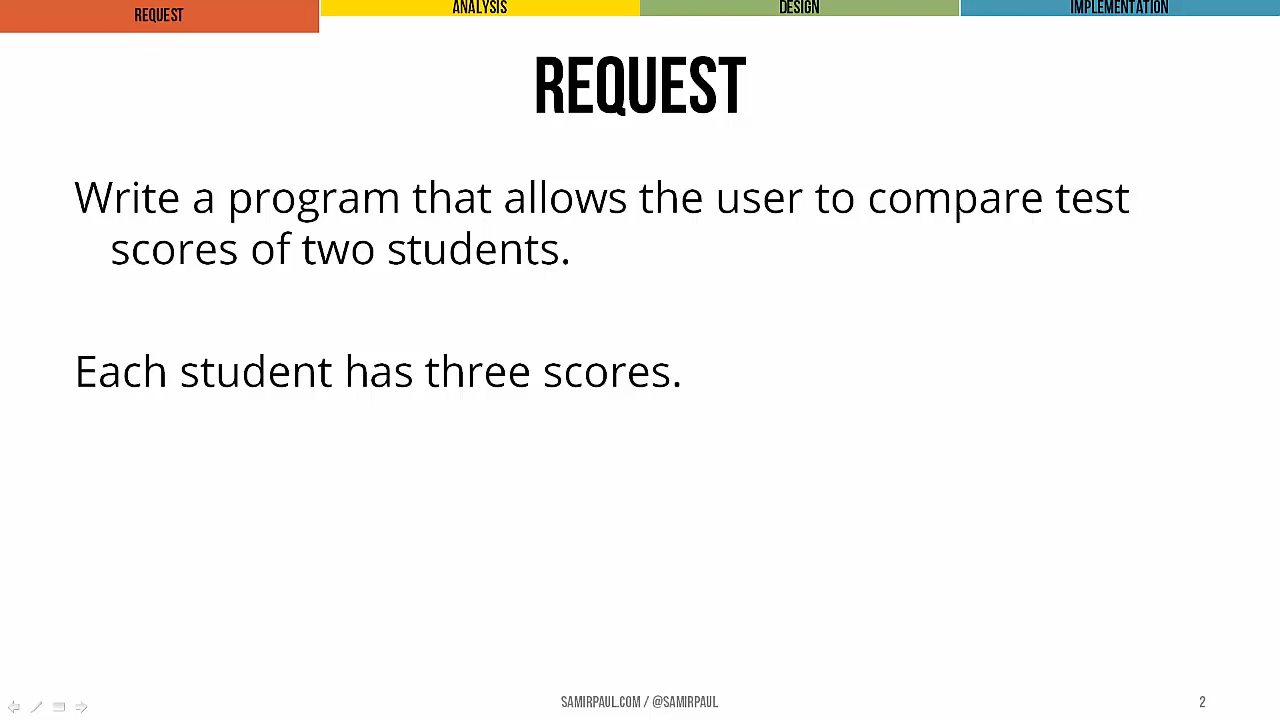 REQUEST
ANALYSIS
DESIGN
IMPLEMENTATION
REQUEST
Write a program that allows the user to compare test
scores of two students.
Each student has three scores.
SAMIRPAUL.COM / @SAMIRPAUL
2